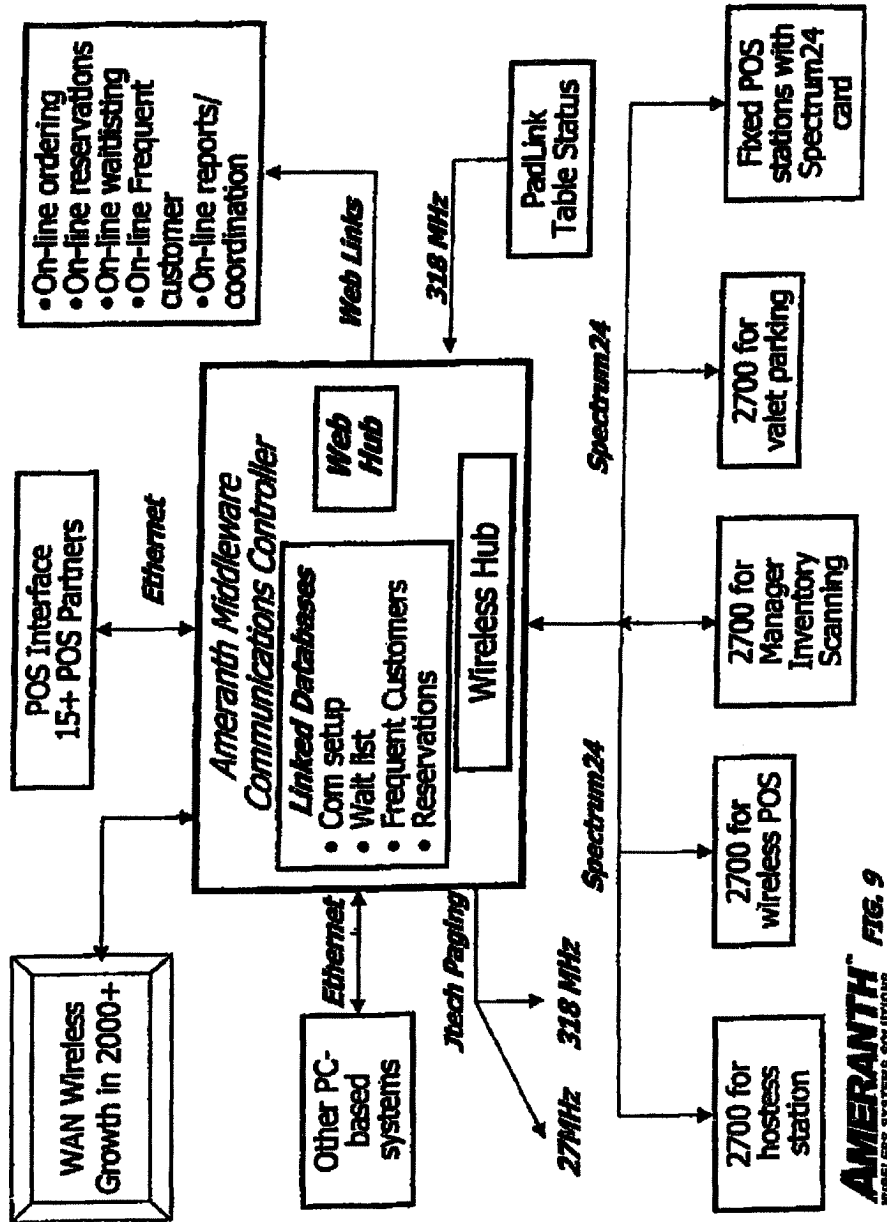 WAN Wireless
Growth in 2000+
POS Interface
15+ POS Partners
•On-line ordering
•On-line reservations
•On-line waitlisting
•On-line Frequent
customer
•On-line reports/
coordination
Ethernet
Web Links
Other PC-
based
systems
Ethernet
Ameranth Middleware
Communications Controller
Linked Databases
• Com setup
• Wait list
• Frequent Customers
• Reservations
Web
Hub
Wireless Hub
318 MHz
PadLink
Table Status
Jtech Paging
27MHz
318 MHz
Spectrum24
Spectrum24
2700 for
hostess
station
2700 for
wireless POS
2700 for
Manager
Inventory
Scanning
2700 for
valet parking
Fixed POS
stations with
Spectrum24
card
AMERANTH™
WIRELESS SYSTEMS SOLUTIONS
FIG. 9